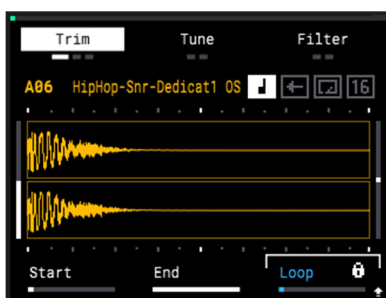 Trim Tune Filter
A06 HipHop-Snr-Dedicat1 OS 16
Start End Loop